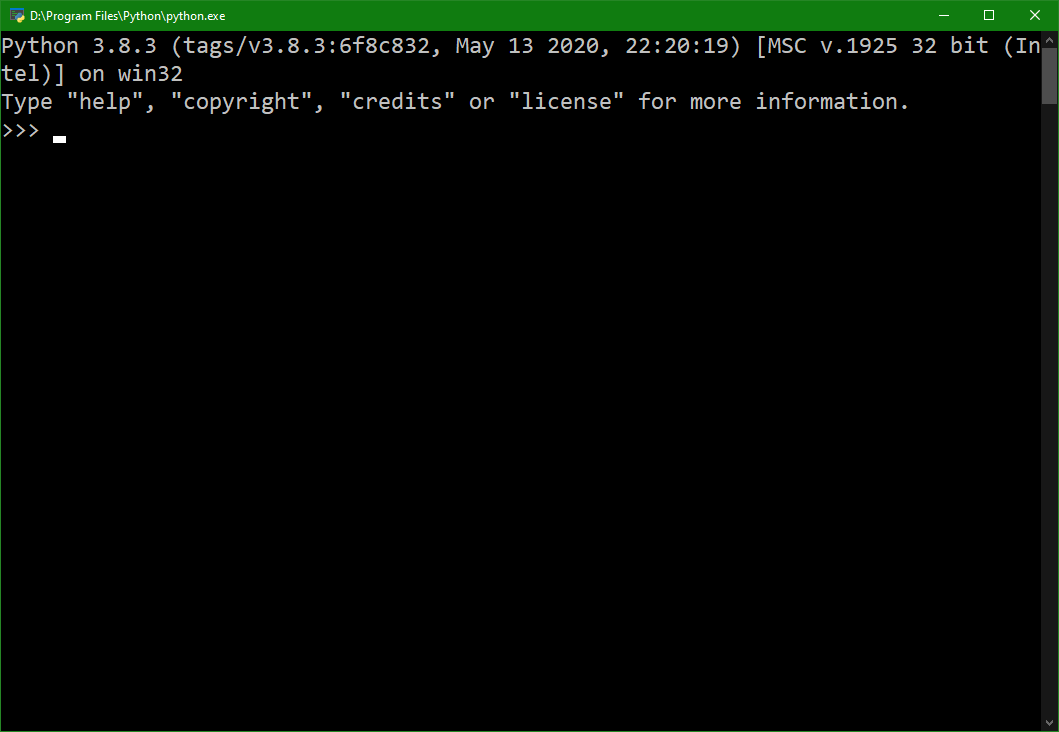 D:\Program Files\Python\python.exe
Python 3.8.3 (tags/v3.8.3:6f8c832, May 13 2020, 22:20:19) [MSC v.1925 32 bit (In
tel)] on win32
Type "help", "copyright", "credits" or "license" for more information.
>>>